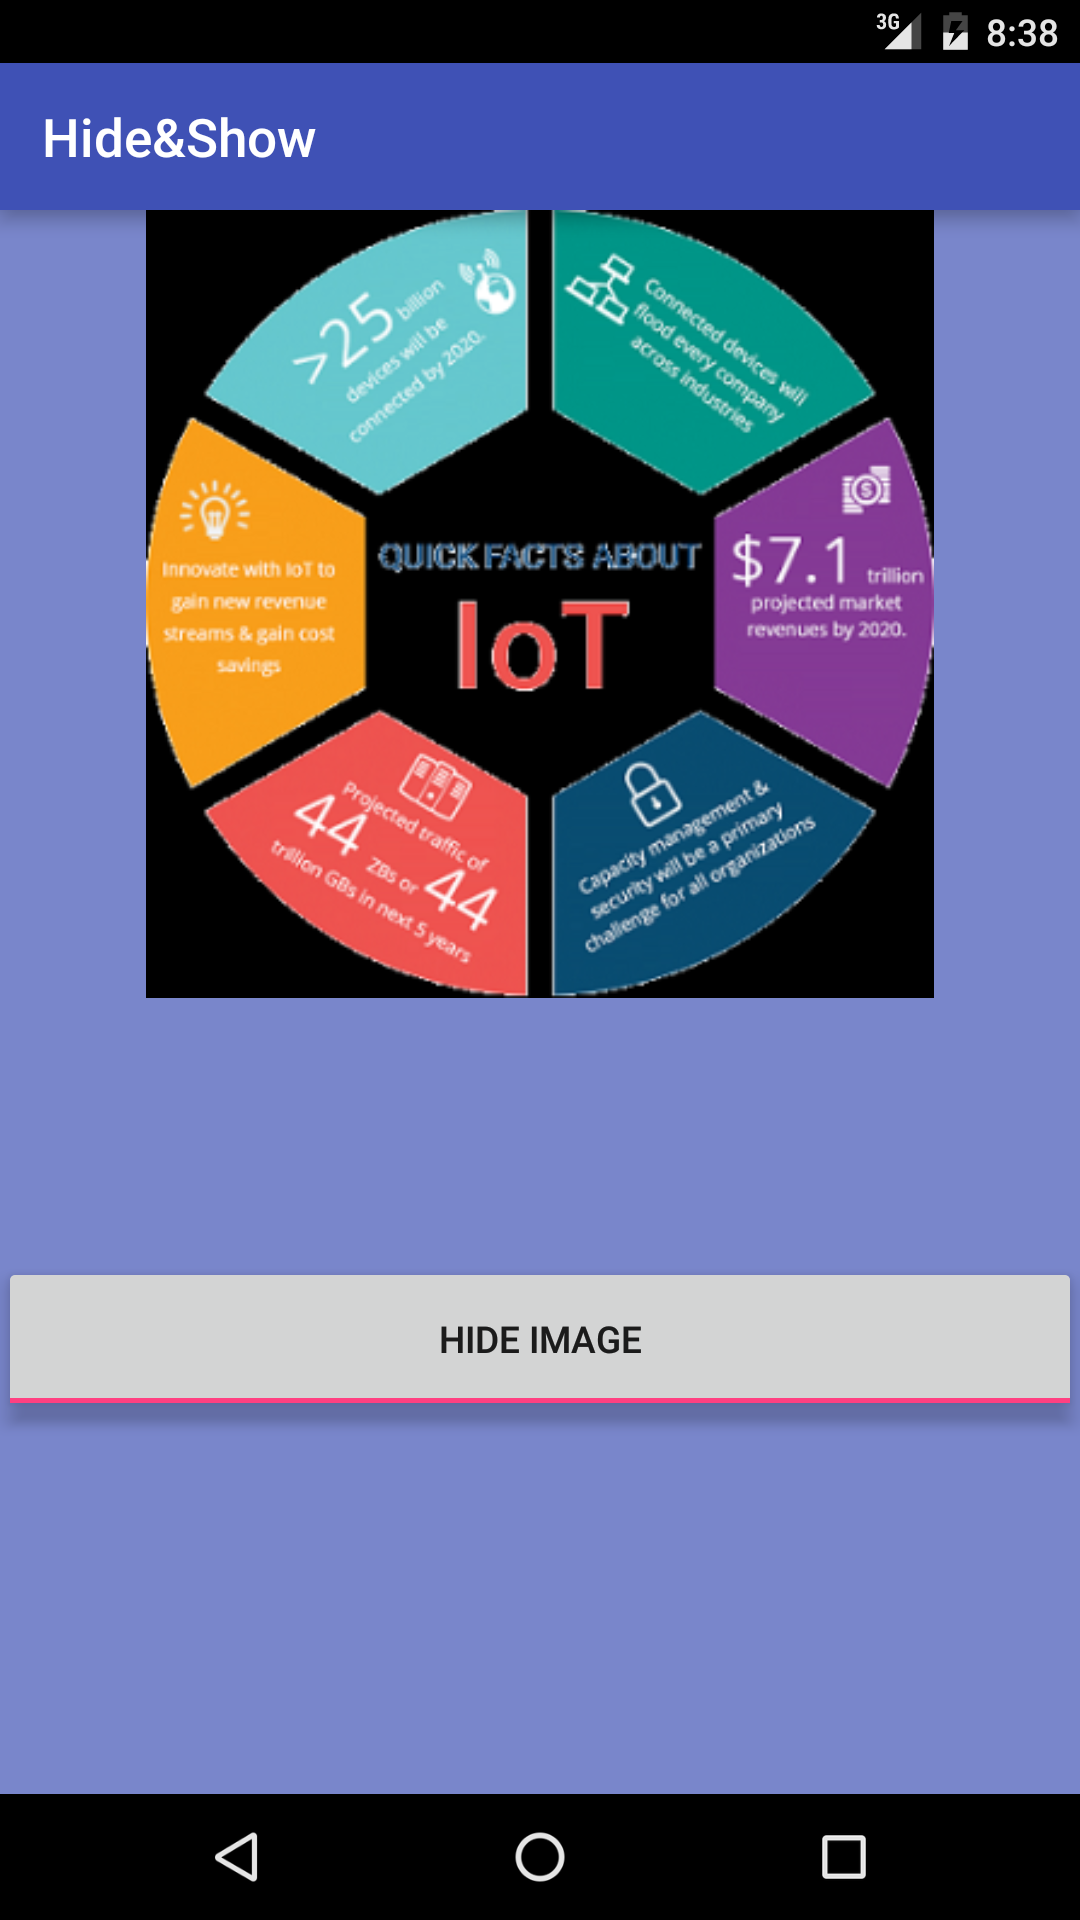 3G 8:38
Hide&Show
>25 billion
devices will be
connected by 2020.
Connected devices will
flood every company
across industries
Innovate with IoT to
gain new revenue
streams & gain cost
savings
QUICK FACTS ABOUT
IoT
$7.1 trillion
projected market
revenues by 2020.
Projected traffic of
44 ZBs or 44
trillion GBs in next 5 years
Capacity management &
security will be a primary
challenge for all organizations
HIDE IMAGE